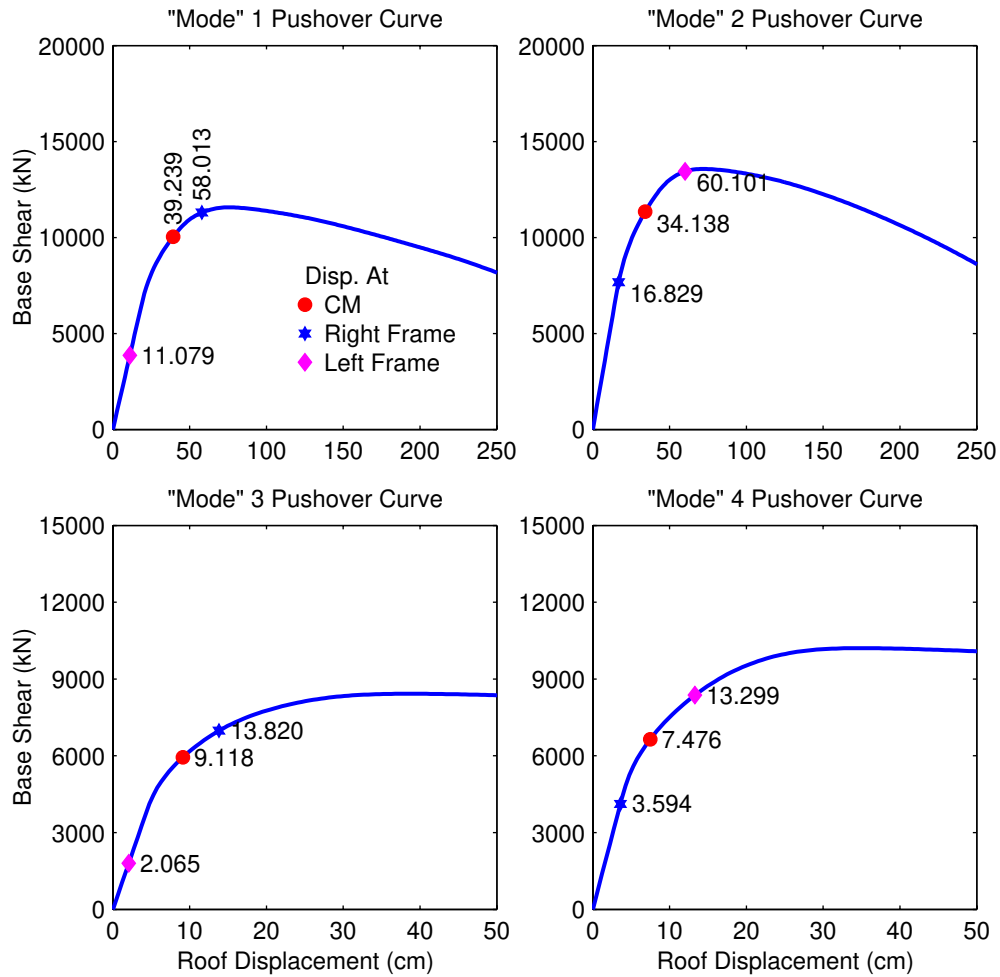 "Mode" 1 Pushover Curve
20000
15000
10000
5000
0
Base Shear (kN)
39.239
58.013
11.079
Disp. At
CM
Right Frame
Left Frame
0 50 100 150 200 250
"Mode" 2 Pushover Curve
20000
15000
10000
5000
0
60.101
34.138
16.829
0 50 100 150 200 250
"Mode" 3 Pushover Curve
15000
12000
9000
6000
3000
0
Base Shear (kN)
13.820
9.118
2.065
0 10 20 30 40 50
Roof Displacement (cm)
"Mode" 4 Pushover Curve
15000
12000
9000
6000
3000
0
13.299
7.476
3.594
0 10 20 30 40 50
Roof Displacement (cm)